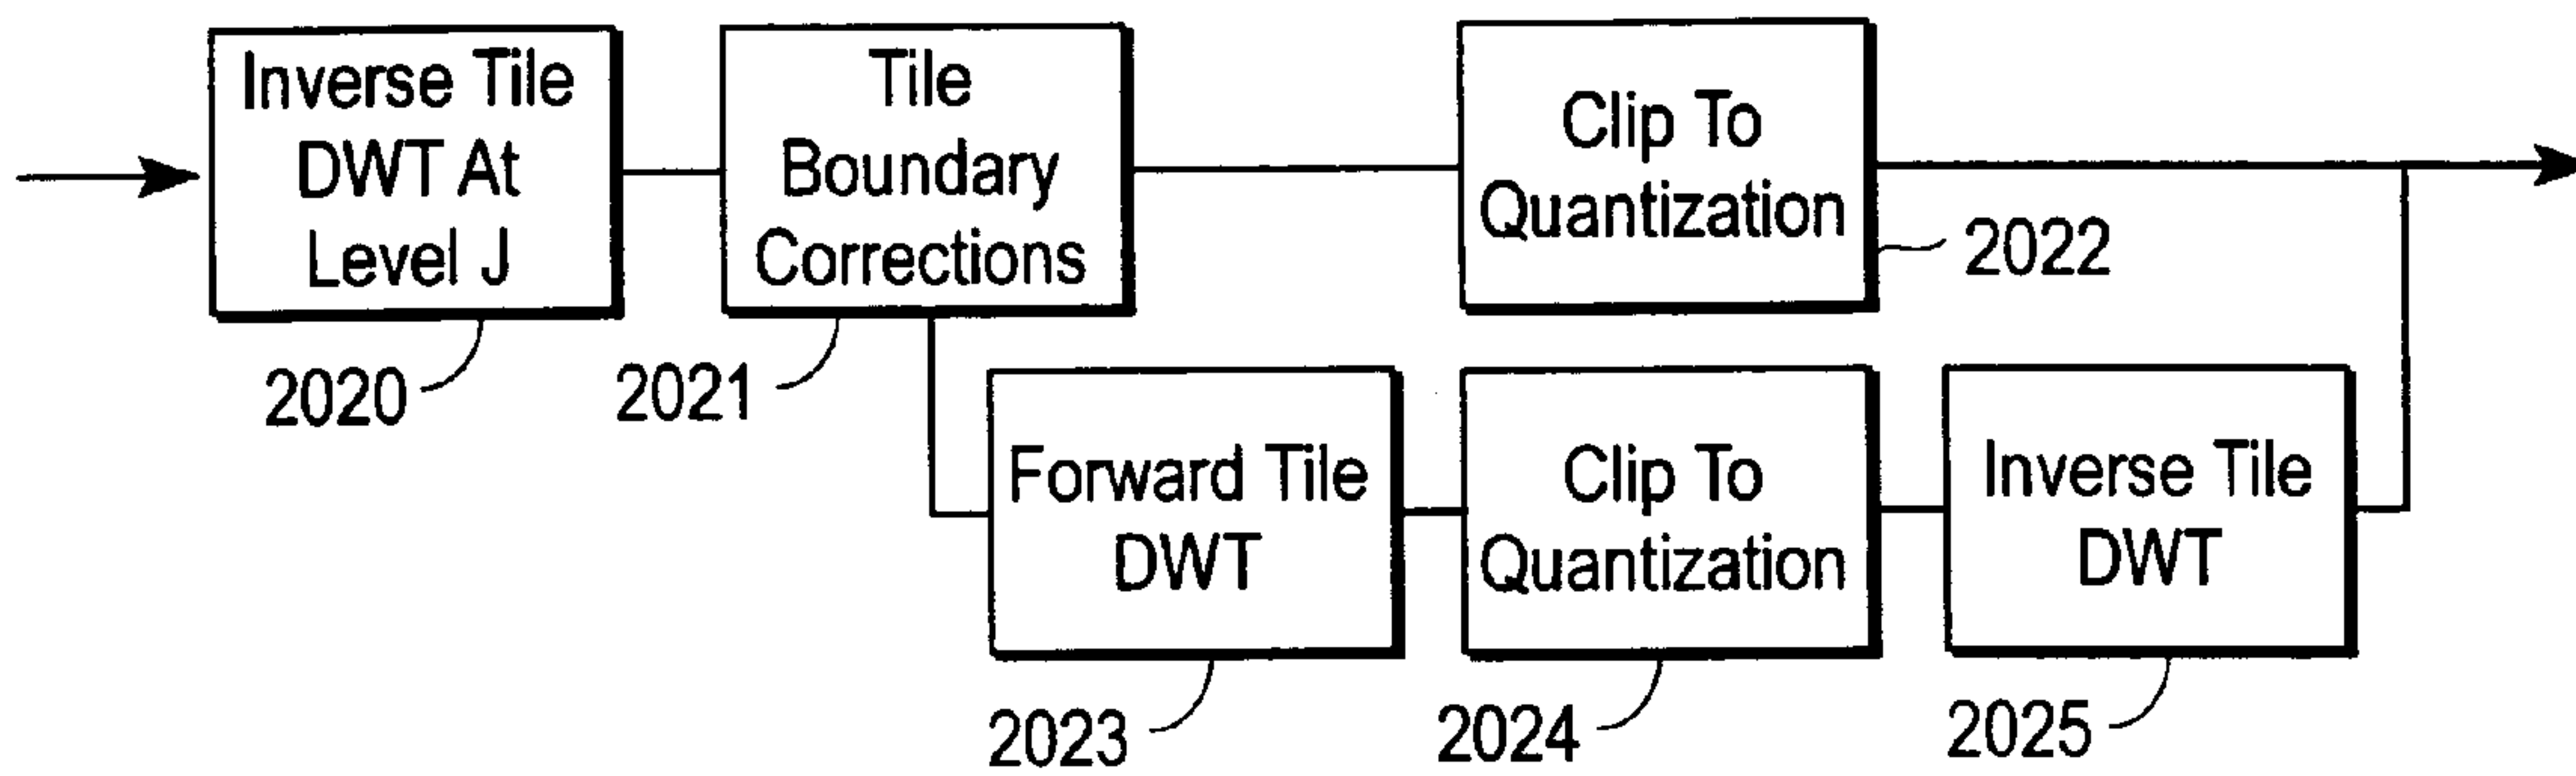 Inverse Tile
DWT At
Level J
2020
Tile
Boundary
Corrections
2021
Clip To
Quantization
2022
Forward Tile
DWT
2023
Clip To
Quantization
2024
Inverse Tile
DWT
2025